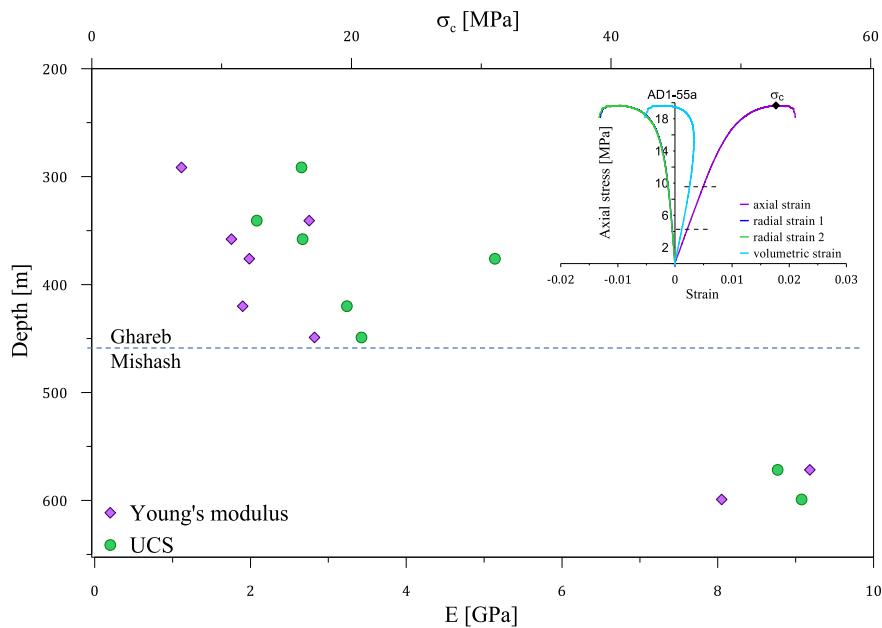 σc [MPa]
0 20 40 60
200
300
400
500
600
Depth [m]
Ghareb
Mishash
Young's modulus
UCS
0 2 4 6 8 10
E [GPa]
AD1-55a
σc
18
14
10
6
2
Axial stress [MPa]
axial strain
radial strain 1
radial strain 2
volumetric strain
-0.02 -0.01 0 0.01 0.02 0.03
Strain